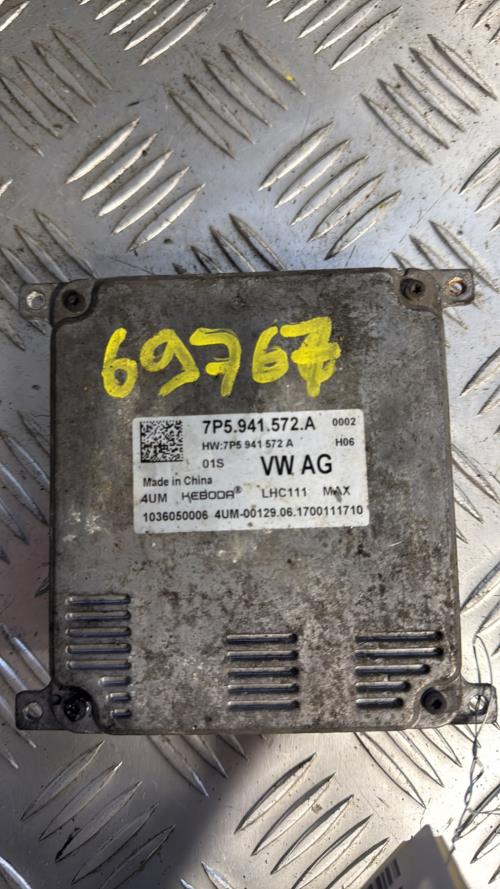 69767
7P5.941.572.A 0002
HW:7P5 941 572 A H06
01S VW AG
Made in China
4UM KEBODA® LHC111 MAX
1036050006 4UM-00129.06.1700111710